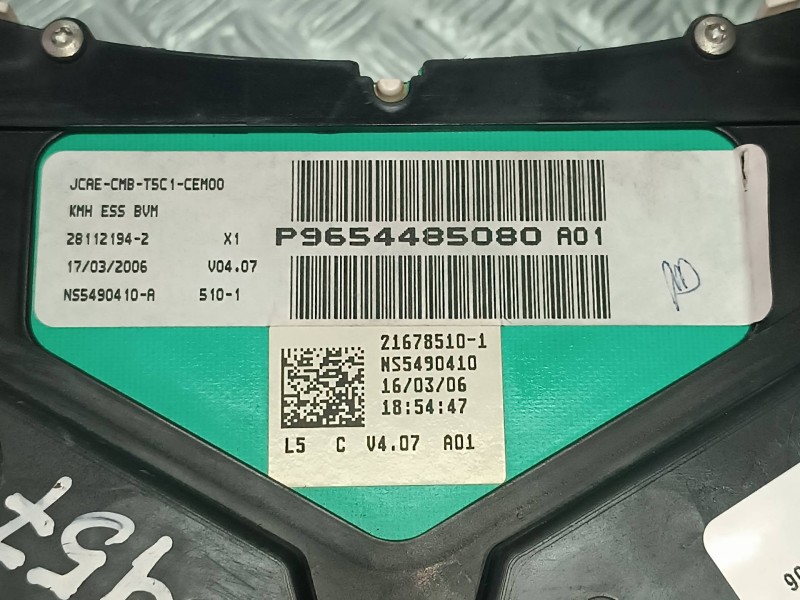 JCAE-CMB-T5C1-CEM00
KMH ESS BVM
28112194-2 X1
17/03/2006 V04.07
NS5490410-A 510-1
P9654485080 A01
21678510-1
NS5490410
16/03/06
18:54:47
L5 C V4.07 A01
957